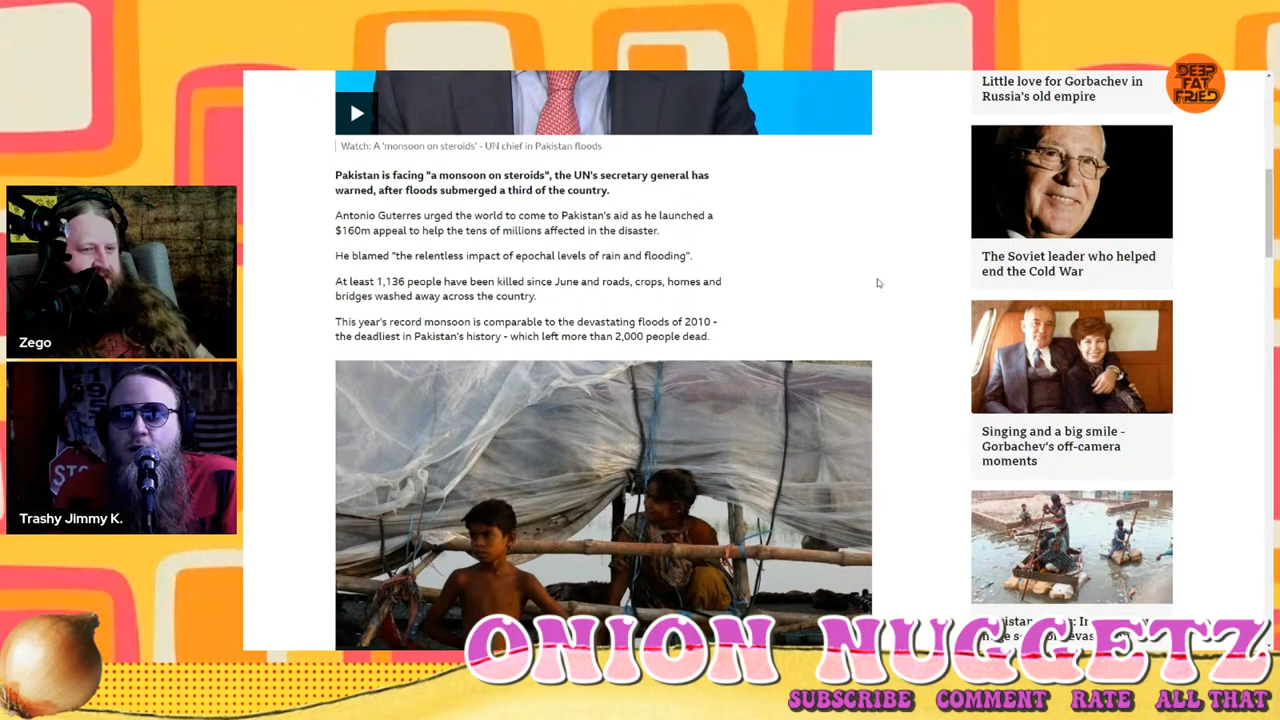 Little love for Gorbachev in
Russia's old empire
DEEP
FAT
FRIED
Watch: A 'monsoon on steroids' - UN chief in Pakistan floods
Pakistan is facing "a monsoon on steroids", the UN's secretary general has
warned, after floods submerged a third of the country.
Antonio Guterres urged the world to come to Pakistan's aid as he launched a
$160m appeal to help the tens of millions affected in the disaster.
He blamed "the relentless impact of epochal levels of rain and flooding".
At least 1,136 people have been killed since June and roads, crops, homes and
bridges washed away across the country.
This year's record monsoon is comparable to the devastating floods of 2010 -
the deadliest in Pakistan's history - which left more than 2,000 people dead.
The Soviet leader who helped
end the Cold War
Singing and a big smile -
Gorbachev's off-camera
moments
Zego
STO
Trashy Jimmy K.
ONION NUGGETZ
SUBSCRIBE COMMENT RATE ALL THAT